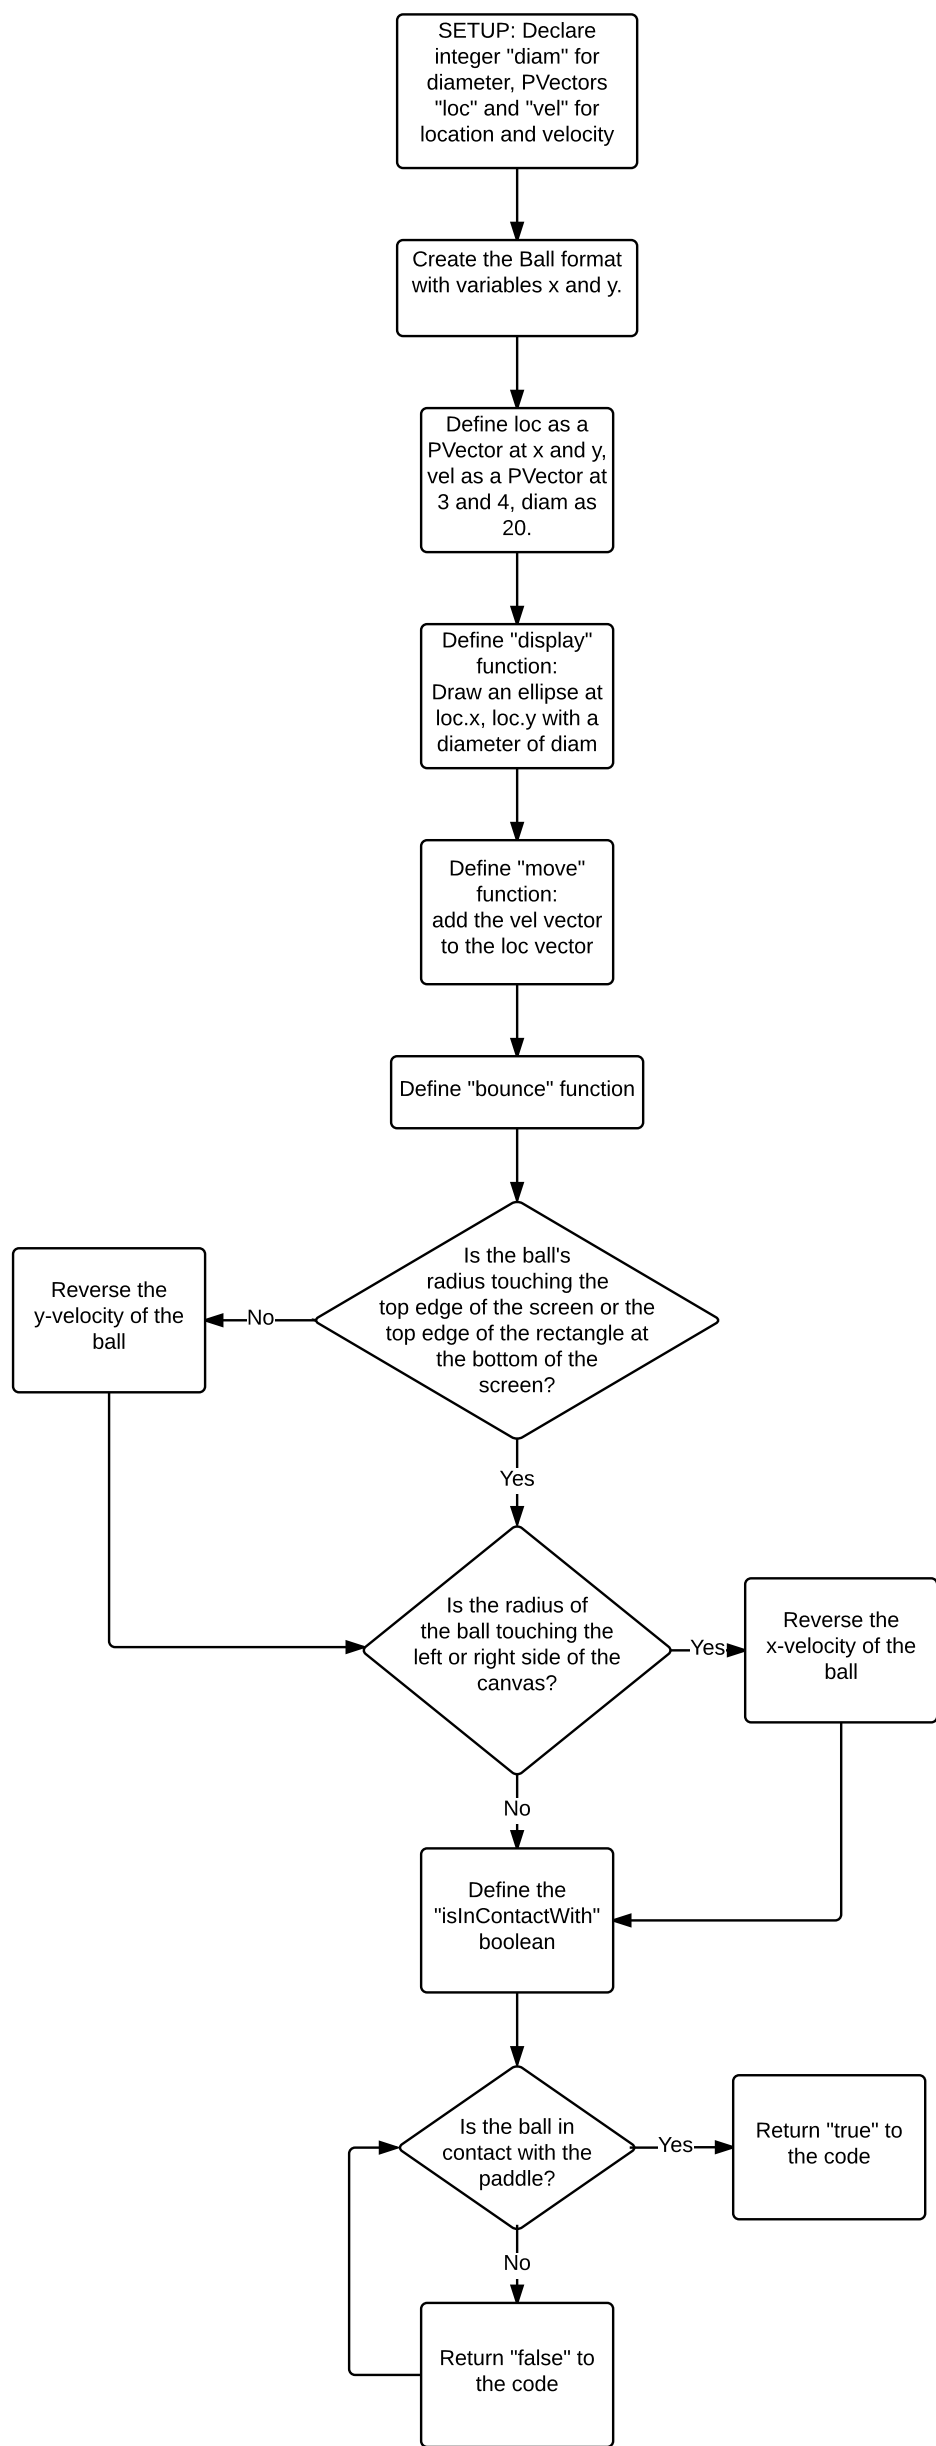 SETUP: Declare
integer "diam" for
diameter, PVectors
"loc" and "vel" for
location and velocity
Create the Ball format
with variables x and y.
Define loc as a
PVector at x and y,
vel as a PVector at
3 and 4, diam as
20.
Define "display"
function:
Draw an ellipse at
loc.x, loc.y with a
diameter of diam
Define "move"
function:
add the vel vector
to the loc vector
Define "bounce" function
Is the ball's
radius touching the
top edge of the screen or the
top edge of the rectangle at
the bottom of the
screen?
No
Reverse the
y-velocity of the
ball
Yes
Is the radius of
the ball touching the
left or right side of the
canvas?
Yes
Reverse the
x-velocity of the
ball
No
Define the
"isInContactWith"
boolean
Is the ball in
contact with the
paddle?
Yes
Return "true" to
the code
No
Return "false" to
the code